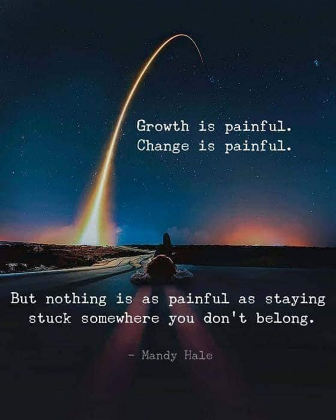 Growth is painful.
Change is painful.
But nothing is as painful as staying
stuck somewhere you don't belong.
- Mandy Hale